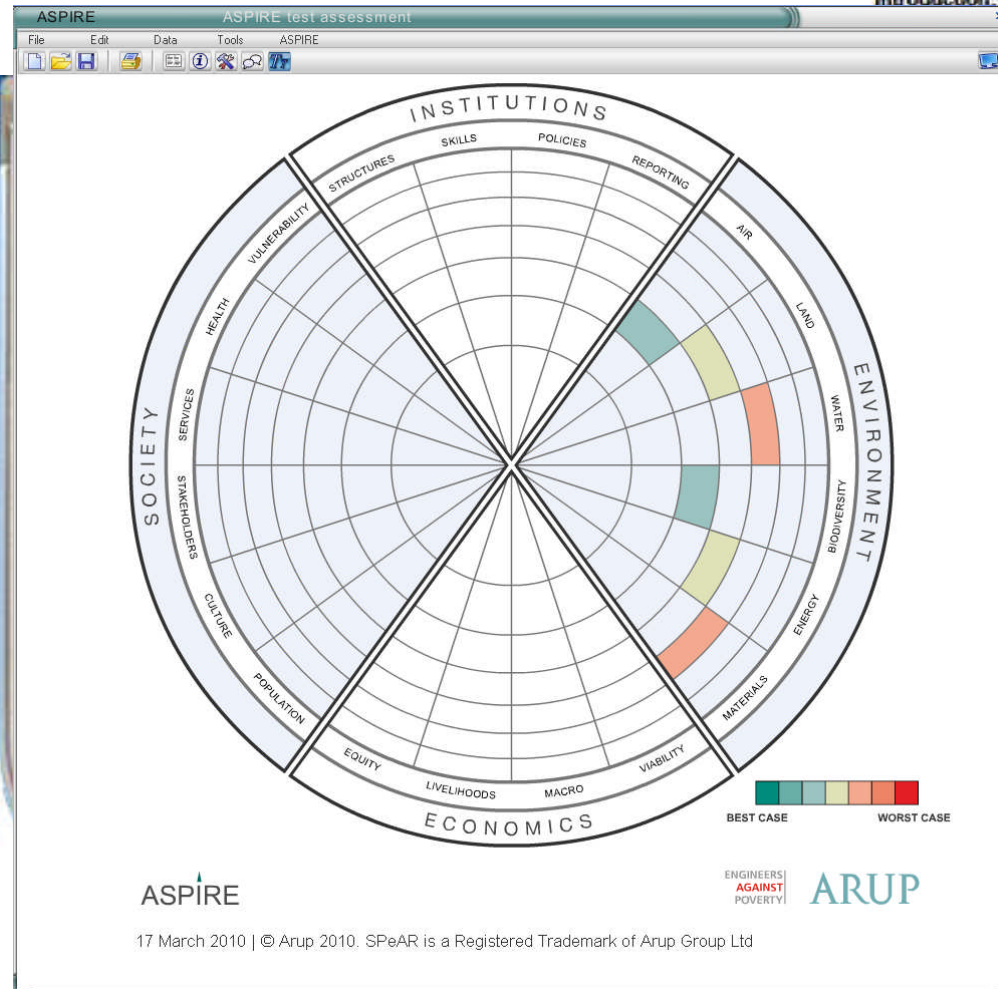 Introduction
ASPIRE
ASPIRE test assessment
File Edit Data Tools ASPIRE
INSTITUTIONS
STRUCTURES
SKILLS
POLICIES
REPORTING
ENVIRONMENT
AIR
LAND
WATER
BIODIVERSITY
ENERGY
MATERIALS
SOCIETY
VULNERABILITY
HEALTH
SERVICES
STAKEHOLDERS
CULTURE
POPULATION
EQUITY
LIVELIHOODS
MACRO
VIABILITY
ECONOMICS
BEST CASE
WORST CASE
ASPIRE
ENGINEERS
AGAINST
POVERTY
ARUP
17 March 2010 | © Arup 2010. SPeAR is a Registered Trademark of Arup Group Ltd